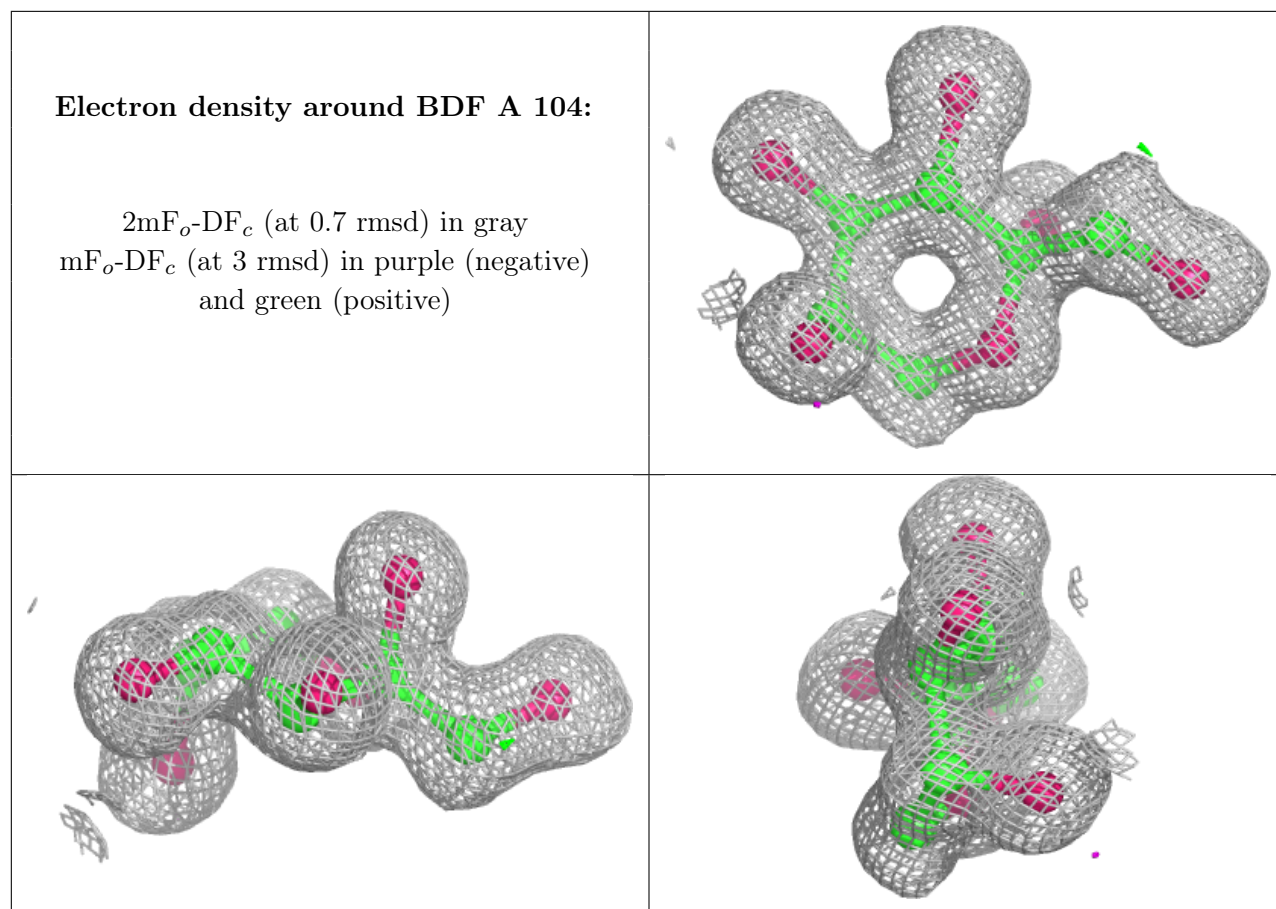 Electron density around BDF A 104:
2mFo-DFc (at 0.7 rmsd) in gray
mFo-DFc (at 3 rmsd) in purple (negative)
and green (positive)